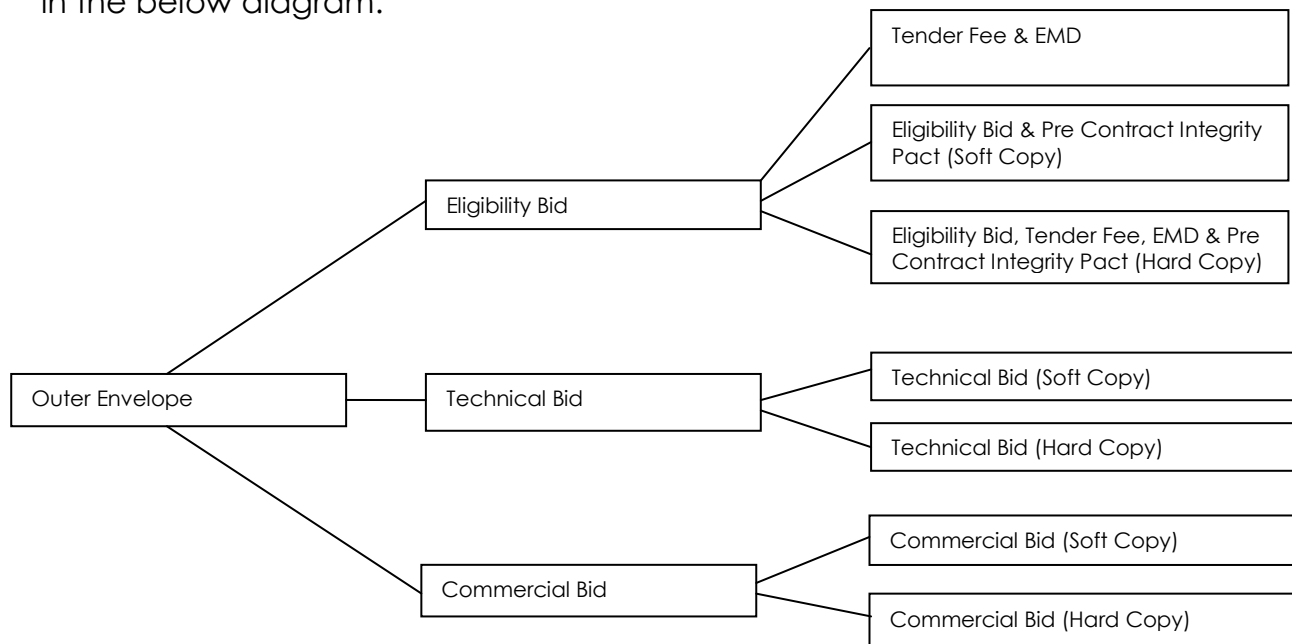 in the below diagram.
Tender Fee & EMD
Eligibility Bid & Pre Contract Integrity
Pact (Soft Copy)
Eligibility Bid
Eligibility Bid, Tender Fee, EMD & Pre
Contract Integrity Pact (Hard Copy)
Outer Envelope
Technical Bid
Technical Bid (Soft Copy)
Technical Bid (Hard Copy)
Commercial Bid
Commercial Bid (Soft Copy)
Commercial Bid (Hard Copy)